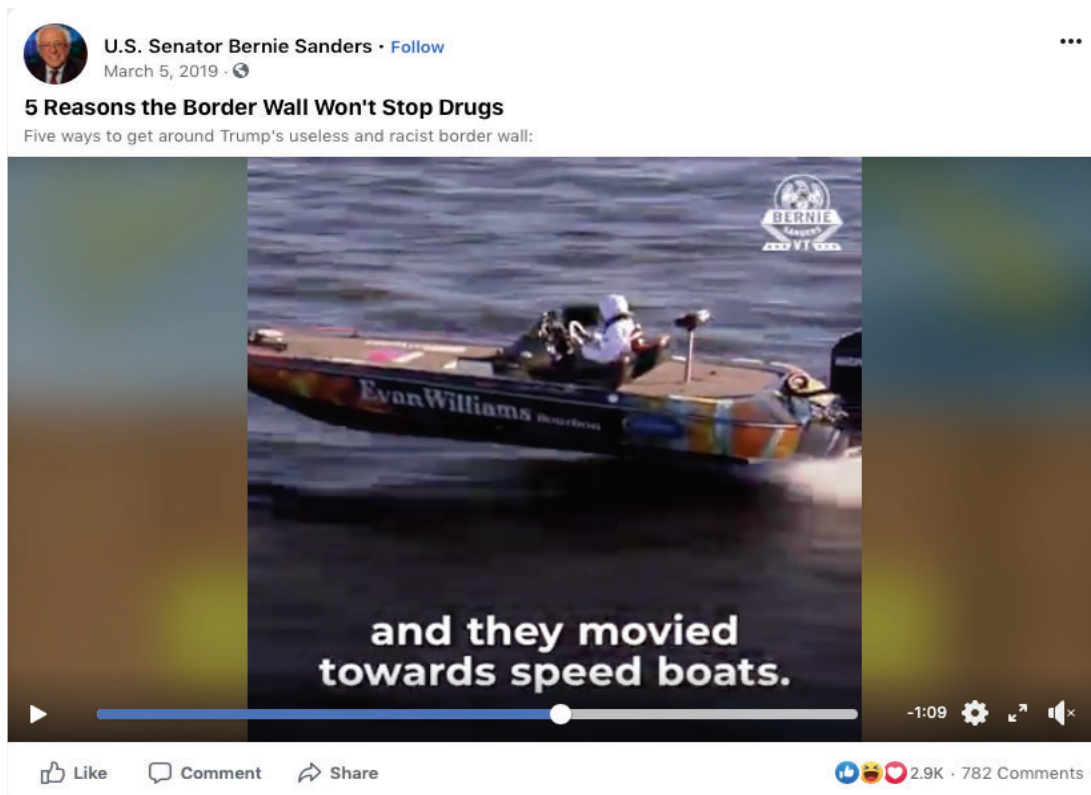 U.S. Senator Bernie Sanders · Follow
March 5, 2019 ·
5 Reasons the Border Wall Won't Stop Drugs
Five ways to get around Trump's useless and racist border wall:
BERNIE
SANDERS
VT
Evan Williams Bourbon
and they movied
towards speed boats.
-1:09
Like Comment Share 2.9K · 782 Comments